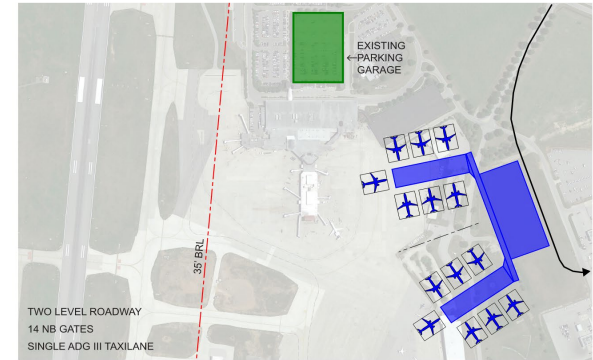 EXISTING
PARKING
GARAGE
35' BRL
TWO LEVEL ROADWAY
14 NB GATES
SINGLE ADG III TAXILANE